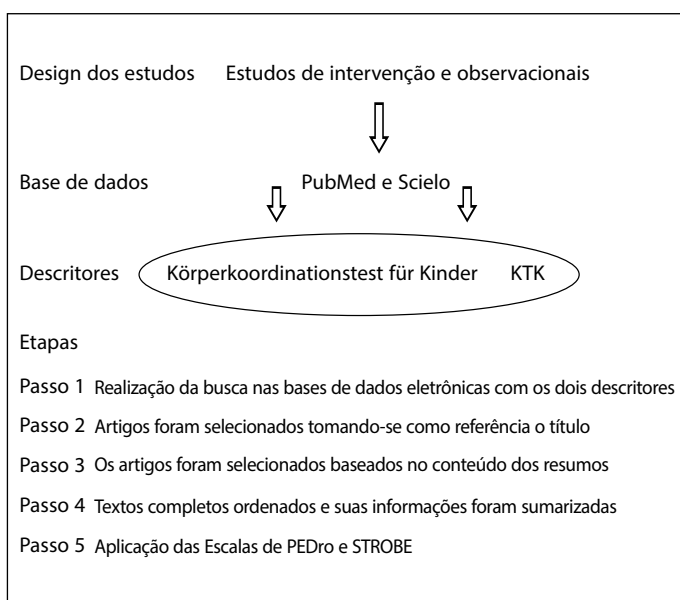 Design dos estudos Estudos de intervenção e observacionais
Base de dados PubMed e Scielo
Descritores Körperkoordinationstest für Kinder KTK
Etapas
Passo 1 Realização da busca nas bases de dados eletrônicas com os dois descritores
Passo 2 Artigos foram selecionados tomando-se como referência o título
Passo 3 Os artigos foram selecionados baseados no conteúdo dos resumos
Passo 4 Textos completos ordenados e suas informações foram sumarizadas
Passo 5 Aplicação das Escalas de PEDro e STROBE